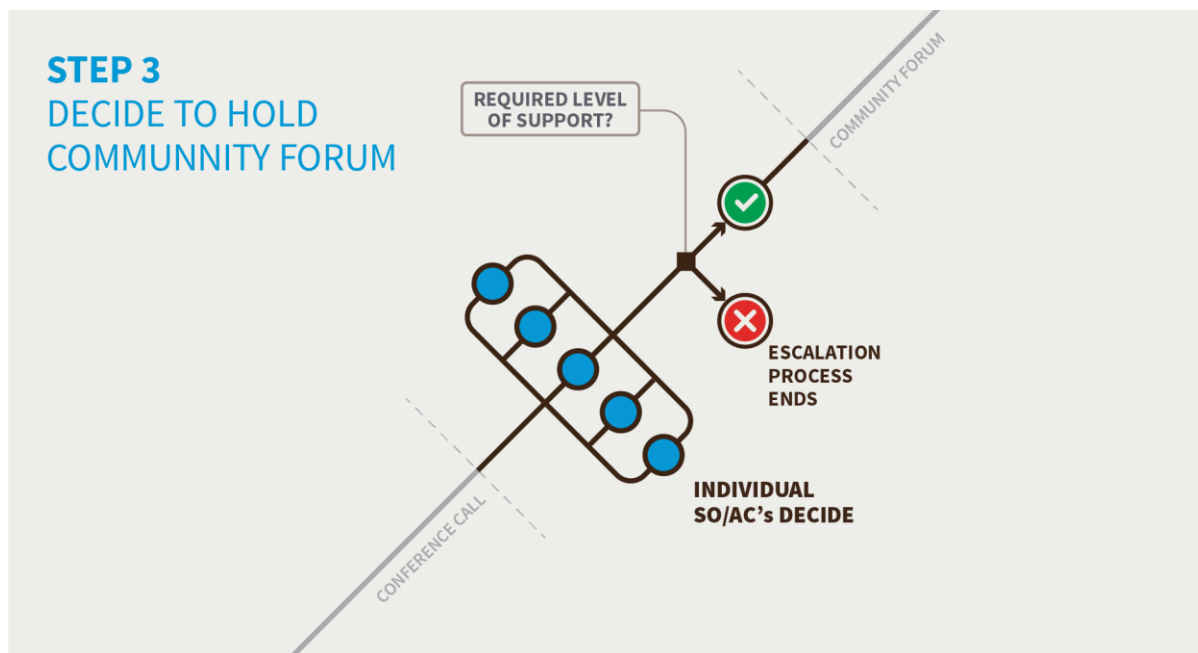 STEP 3
DECIDE TO HOLD
COMMUNNITY FORUM
REQUIRED LEVEL
OF SUPPORT?
COMMUNITY FORUM
ESCALATION
PROCESS
ENDS
INDIVIDUAL
SO/AC's DECIDE
CONFERENCE CALL